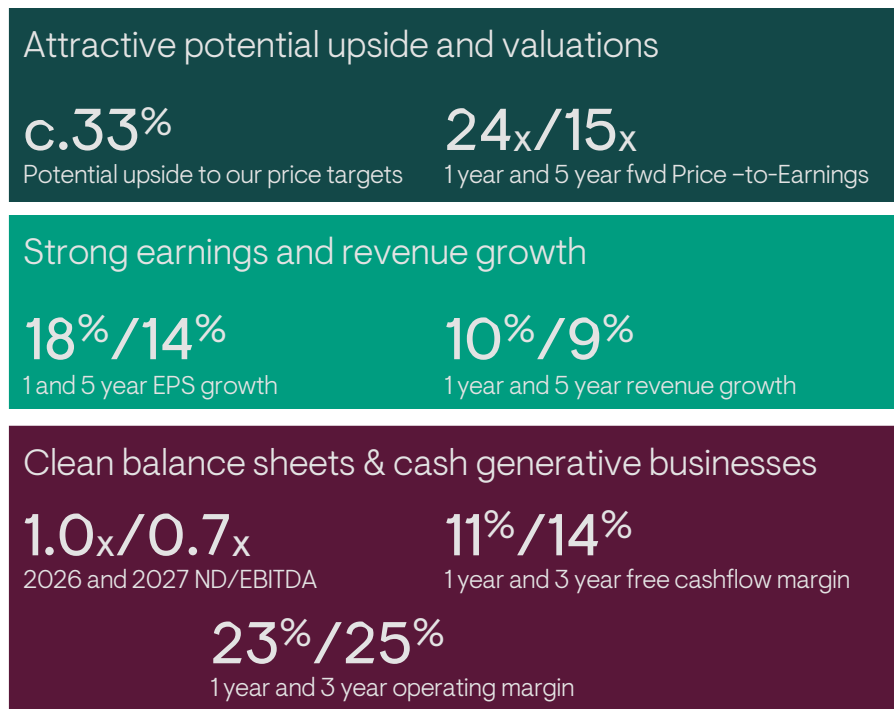 Attractive potential upside and valuations
c.33% 24x/15x
Potential upside to our price targets 1 year and 5 year fwd Price –to-Earnings
Strong earnings and revenue growth
18%/14% 10%/9%
1 and 5 year EPS growth 1 year and 5 year revenue growth
Clean balance sheets & cash generative businesses
1.0x/0.7x 11%/14%
2026 and 2027 ND/EBITDA 1 year and 3 year free cashflow margin
23%/25%
1 year and 3 year operating margin